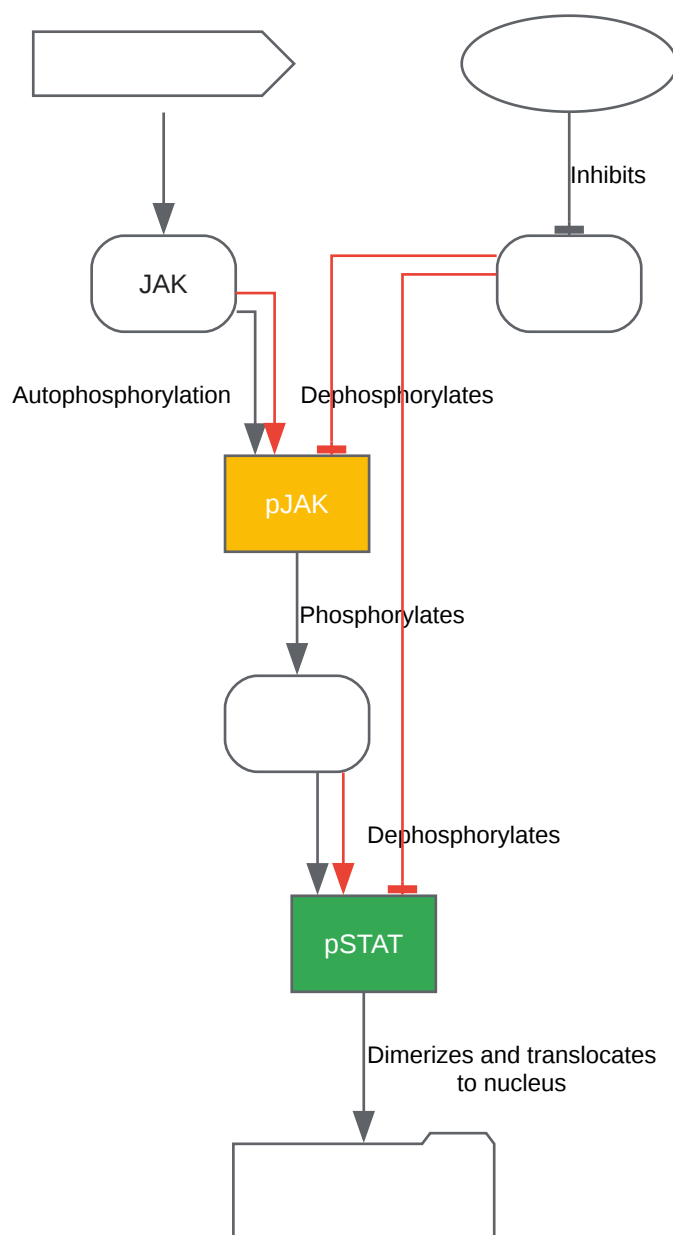 Inhibits
JAK
Autophosphorylation
Dephosphorylates
pJAK
Phosphorylates
Dephosphorylates
pSTAT
Dimerizes and translocates
to nucleus